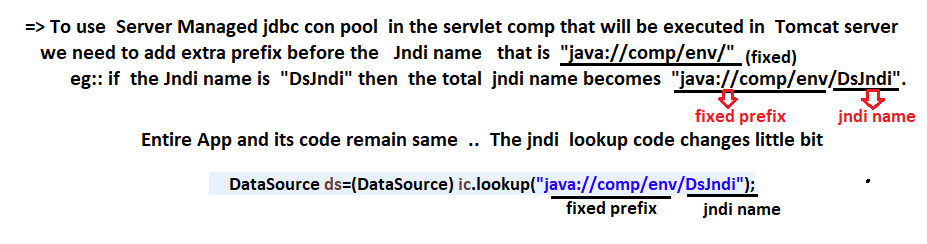 => To use Server Managed jdbc con pool in the servlet comp that will be executed in Tomcat server
we need to add extra prefix before the Jndi name that is "java://comp/env/" (fixed)
eg:: if the Jndi name is "DsJndi" then the total jndi name becomes "java://comp/env/DsJndi".
fixed prefix jndi name
Entire App and its code remain same .. The jndi lookup code changes little bit
DataSource ds=(DataSource) ic.lookup("java://comp/env/DsJndi");
fixed prefix jndi name